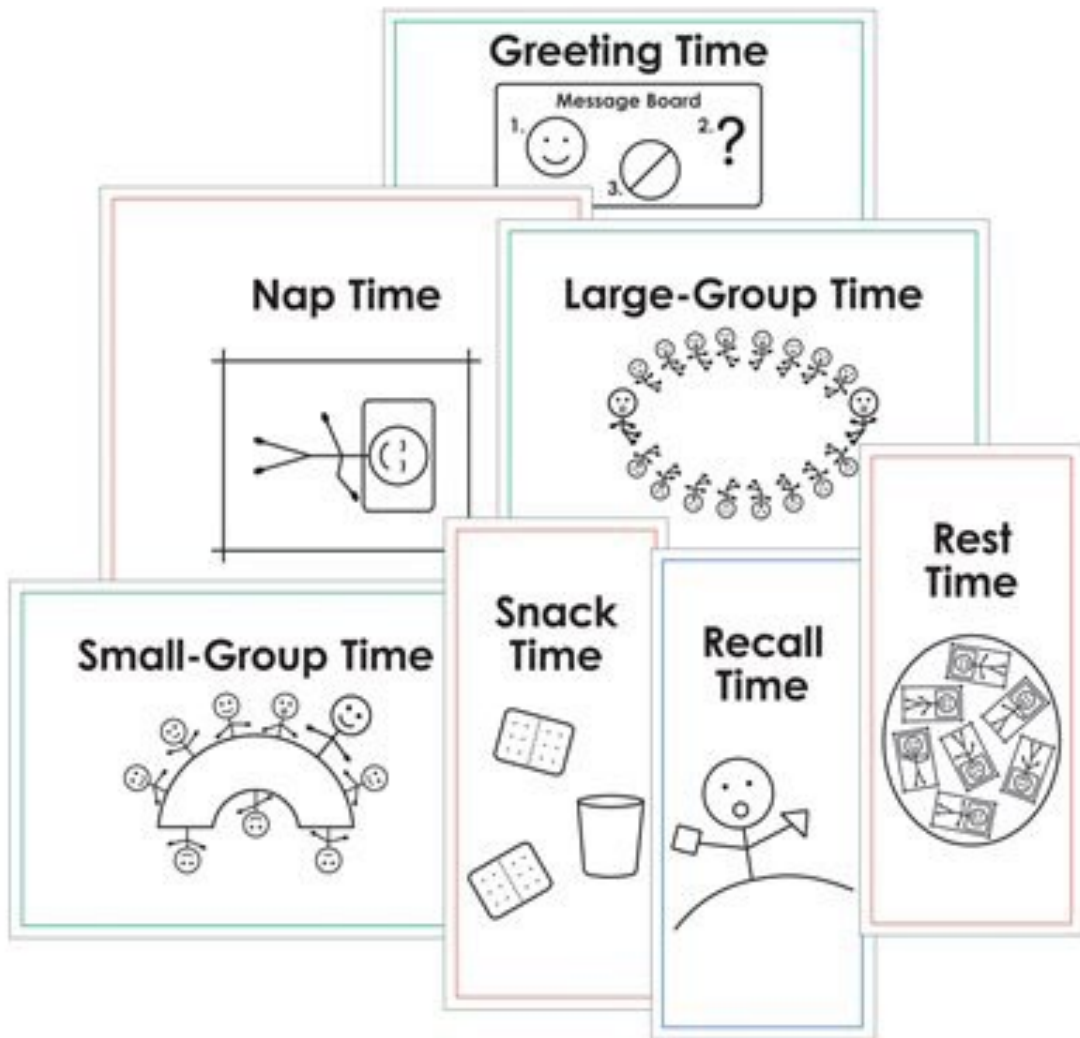 Greeting Time
Message Board
1.
2. ?
3.
Nap Time
Large-Group Time
Rest
Time
Snack
Time
Recall
Time
Small-Group Time